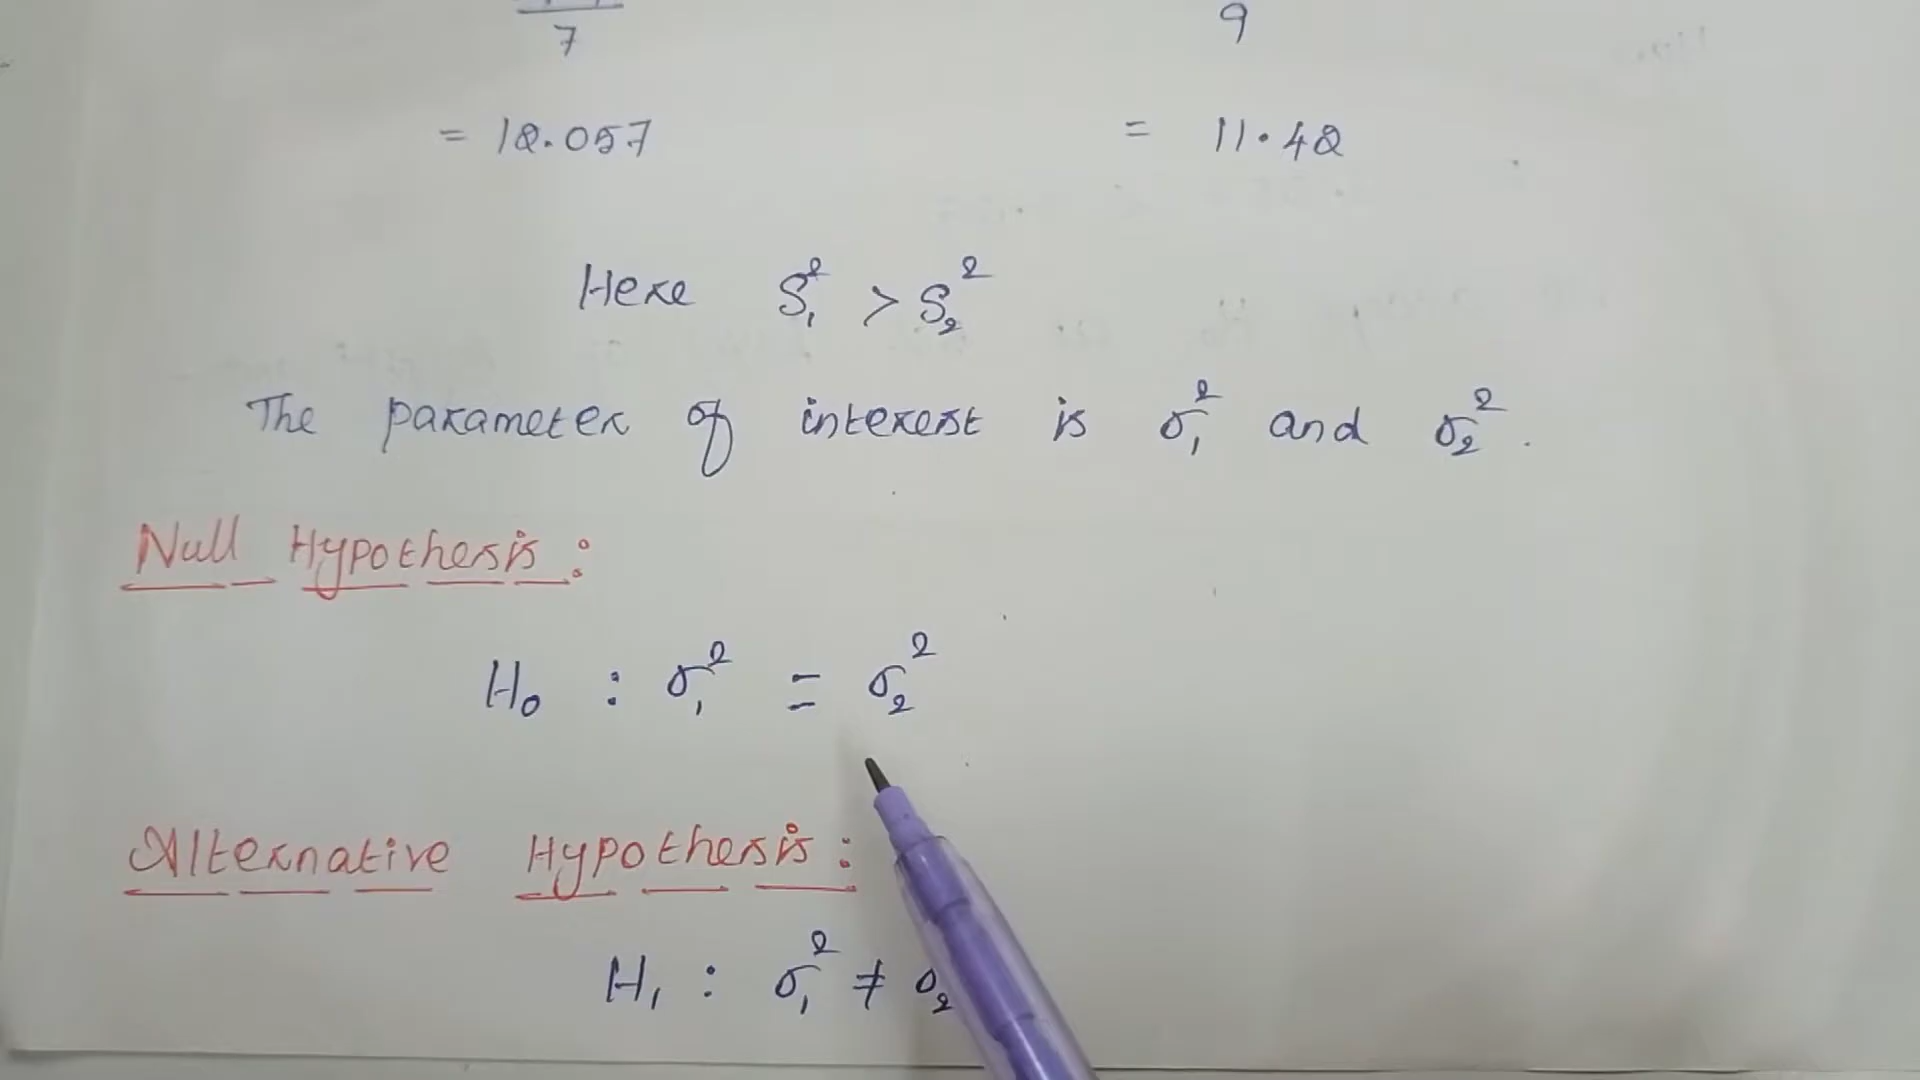 7 9
= 12.057 = 11.42
Here S₁² > S₂²
The parameter of interest is σ₁² and σ₂².
Null Hypothesis:
H₀ : σ₁² = σ₂²
Alternative Hypothesis:
H₁ : σ₁² ≠ σ₂